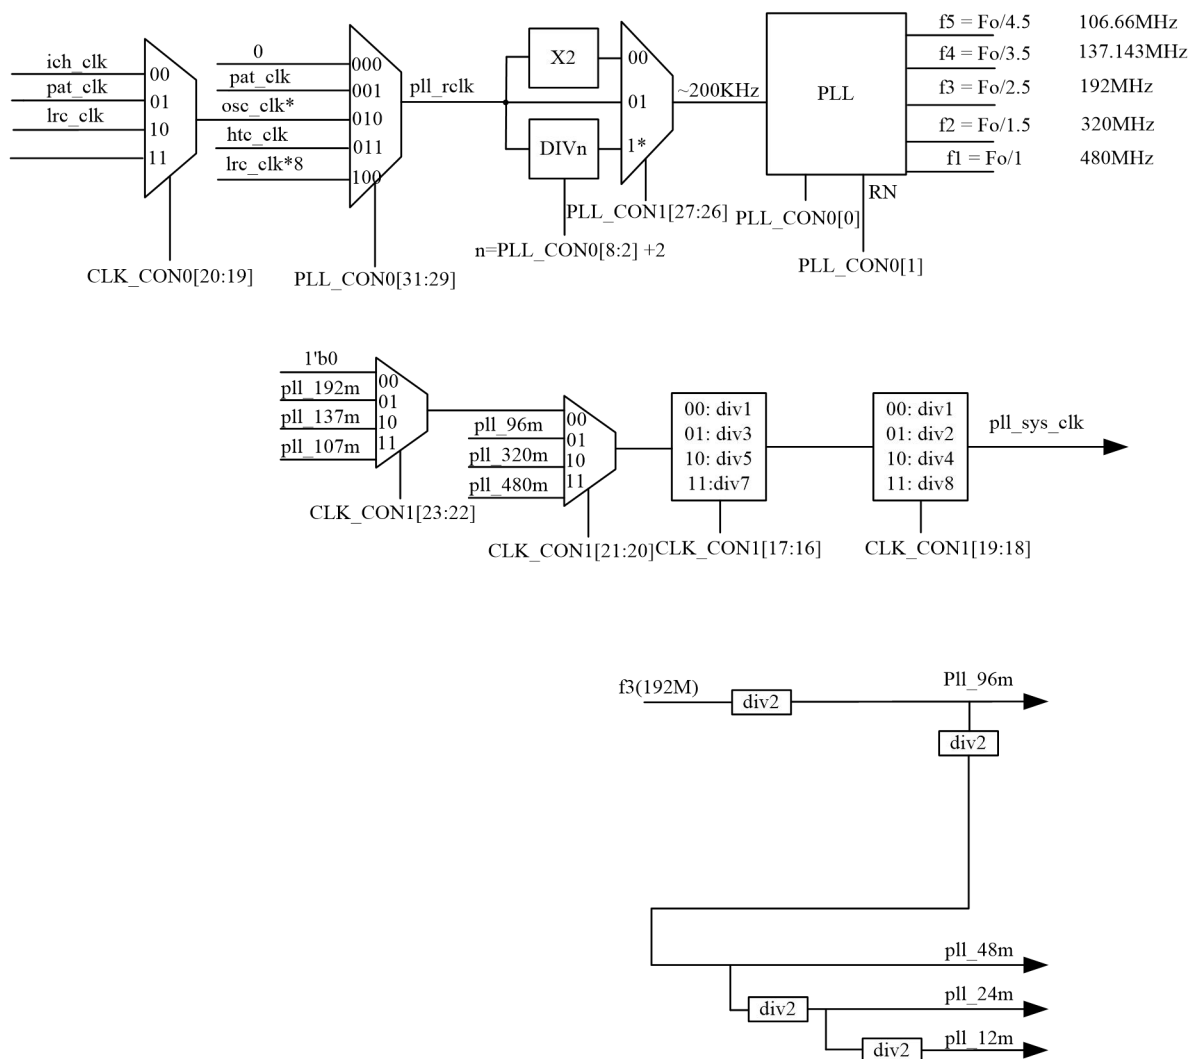 ich_clk
pat_clk
lrc_clk
00
01
10
11
CLK_CON0[20:19]
0
pat_clk
osc_clk*
htc_clk
lrc_clk*8
000
001
010
011
100
PLL_CON0[31:29]
pll_rclk
X2
DIVn
n=PLL_CON0[8:2] +2
00
01
1*
PLL_CON1[27:26]
~200KHz
PLL
RN
PLL_CON0[0]
PLL_CON0[1]
f5 = Fo/4.5 106.66MHz
f4 = Fo/3.5 137.143MHz
f3 = Fo/2.5 192MHz
f2 = Fo/1.5 320MHz
f1 = Fo/1 480MHz
1'b0
pll_192m
pll_137m
pll_107m
00
01
10
11
CLK_CON1[23:22]
pll_96m
pll_320m
pll_480m
00
01
10
11
CLK_CON1[21:20]
00: div1
01: div3
10: div5
11:div7
CLK_CON1[17:16]
00: div1
01: div2
10: div4
11: div8
CLK_CON1[19:18]
pll_sys_clk
f3(192M)
div2
Pll_96m
div2
pll_48m
div2
pll_24m
div2
pll_12m